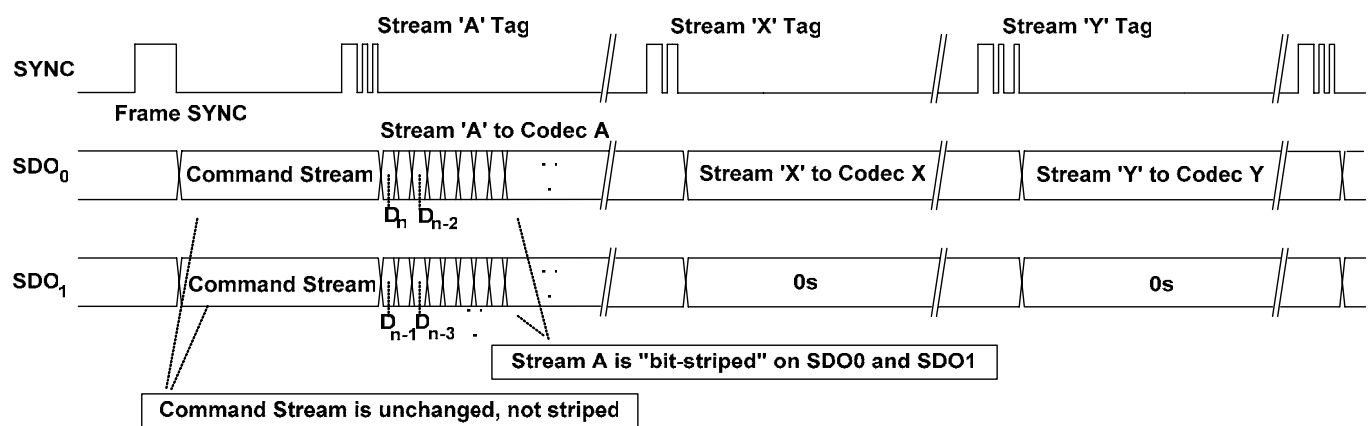 Stream 'A' Tag
Stream 'X' Tag
Stream 'Y' Tag
SYNC
Frame SYNC
Stream 'A' to Codec A
SDO0
Command Stream
Stream 'X' to Codec X
Stream 'Y' to Codec Y
Dn
Dn-2
SDO1
Command Stream
0s
0s
Dn-1
Dn-3
Stream A is "bit-striped" on SDO0 and SDO1
Command Stream is unchanged, not striped